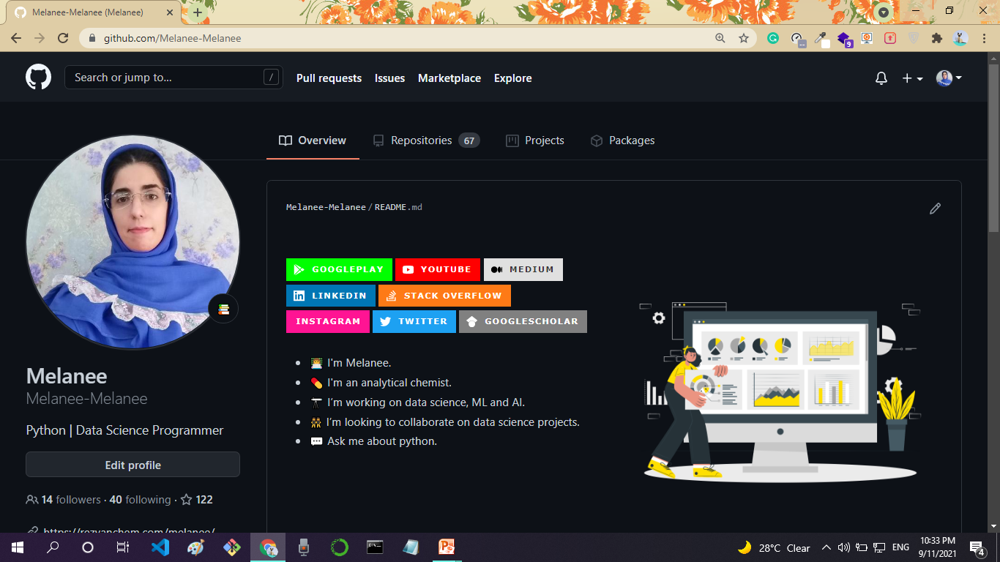 Melanee-Melanee (Melanee)
github.com/Melanee-Melanee
9
Search or jump to...
/
Pull requests
Issues
Marketplace
Explore
Overview
Repositories 67
Projects
Packages
Melanee-Melanee/README.md
GOOGLEPLAY
YOUTUBE
MEDIUM
LINKEDIN
STACK OVERFLOW
INSTAGRAM
TWITTER
GOOGLESCHOLAR
I'm Melanee.
I'm an analytical chemist.
I'm working on data science, ML and AI.
I'm looking to collaborate on data science projects.
Ask me about python.
Melanee
Melanee-Melanee
Python | Data Science Programmer
Edit profile
14 followers · 40 following · 122
https://rezvanchem.com/melanee/
28°C Clear
ENG
10:33 PM
9/11/2021
4